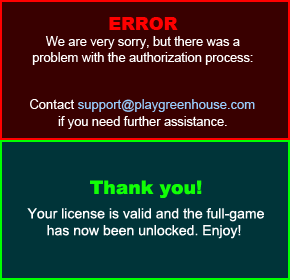 ERROR
We are very sorry, but there was a
problem with the authorization process:
Contact support@playgreenhouse.com
if you need further assistance.
Thank you!
Your license is valid and the full-game
has now been unlocked. Enjoy!